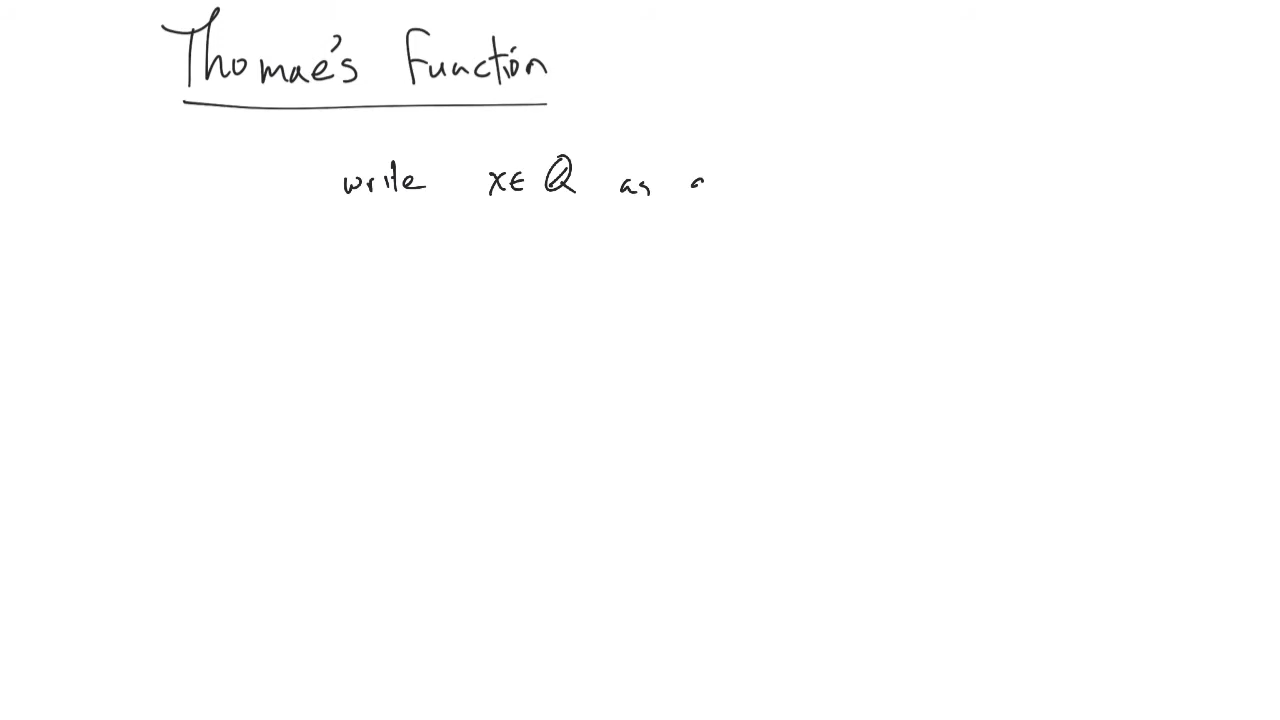 Thomae's Function
write x ∈ ℚ as